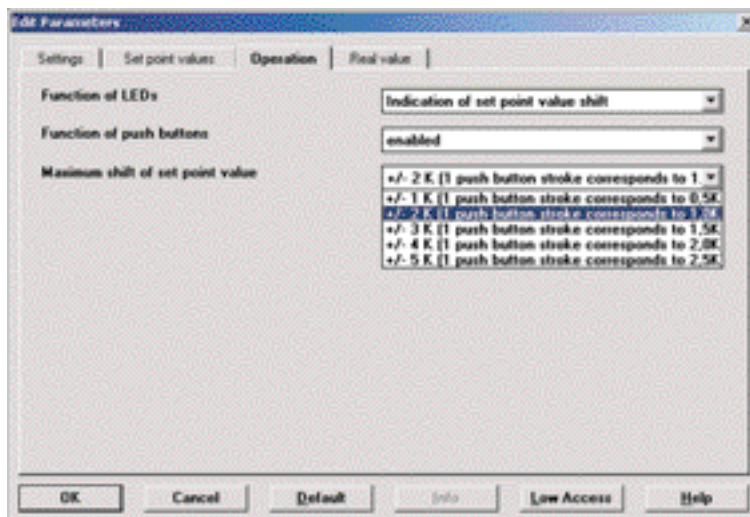 Edit Parameters
Settings
Set point values
Operation
Real value
Function of LEDs
Indication of set point value shift
Function of push buttons
enabled
Maximum shift of set point value
+/- 2 K (1 push button stroke corresponds to 1.
+/- 1 K (1 push button stroke corresponds to 0,5K
+/- 2 K (1 push button stroke corresponds to 1,0K
+/- 3 K (1 push button stroke corresponds to 1,5K
+/- 4 K (1 push button stroke corresponds to 2,0K
+/- 5 K (1 push button stroke corresponds to 2,5K
OK
Cancel
Default
Info
Low Access
Help